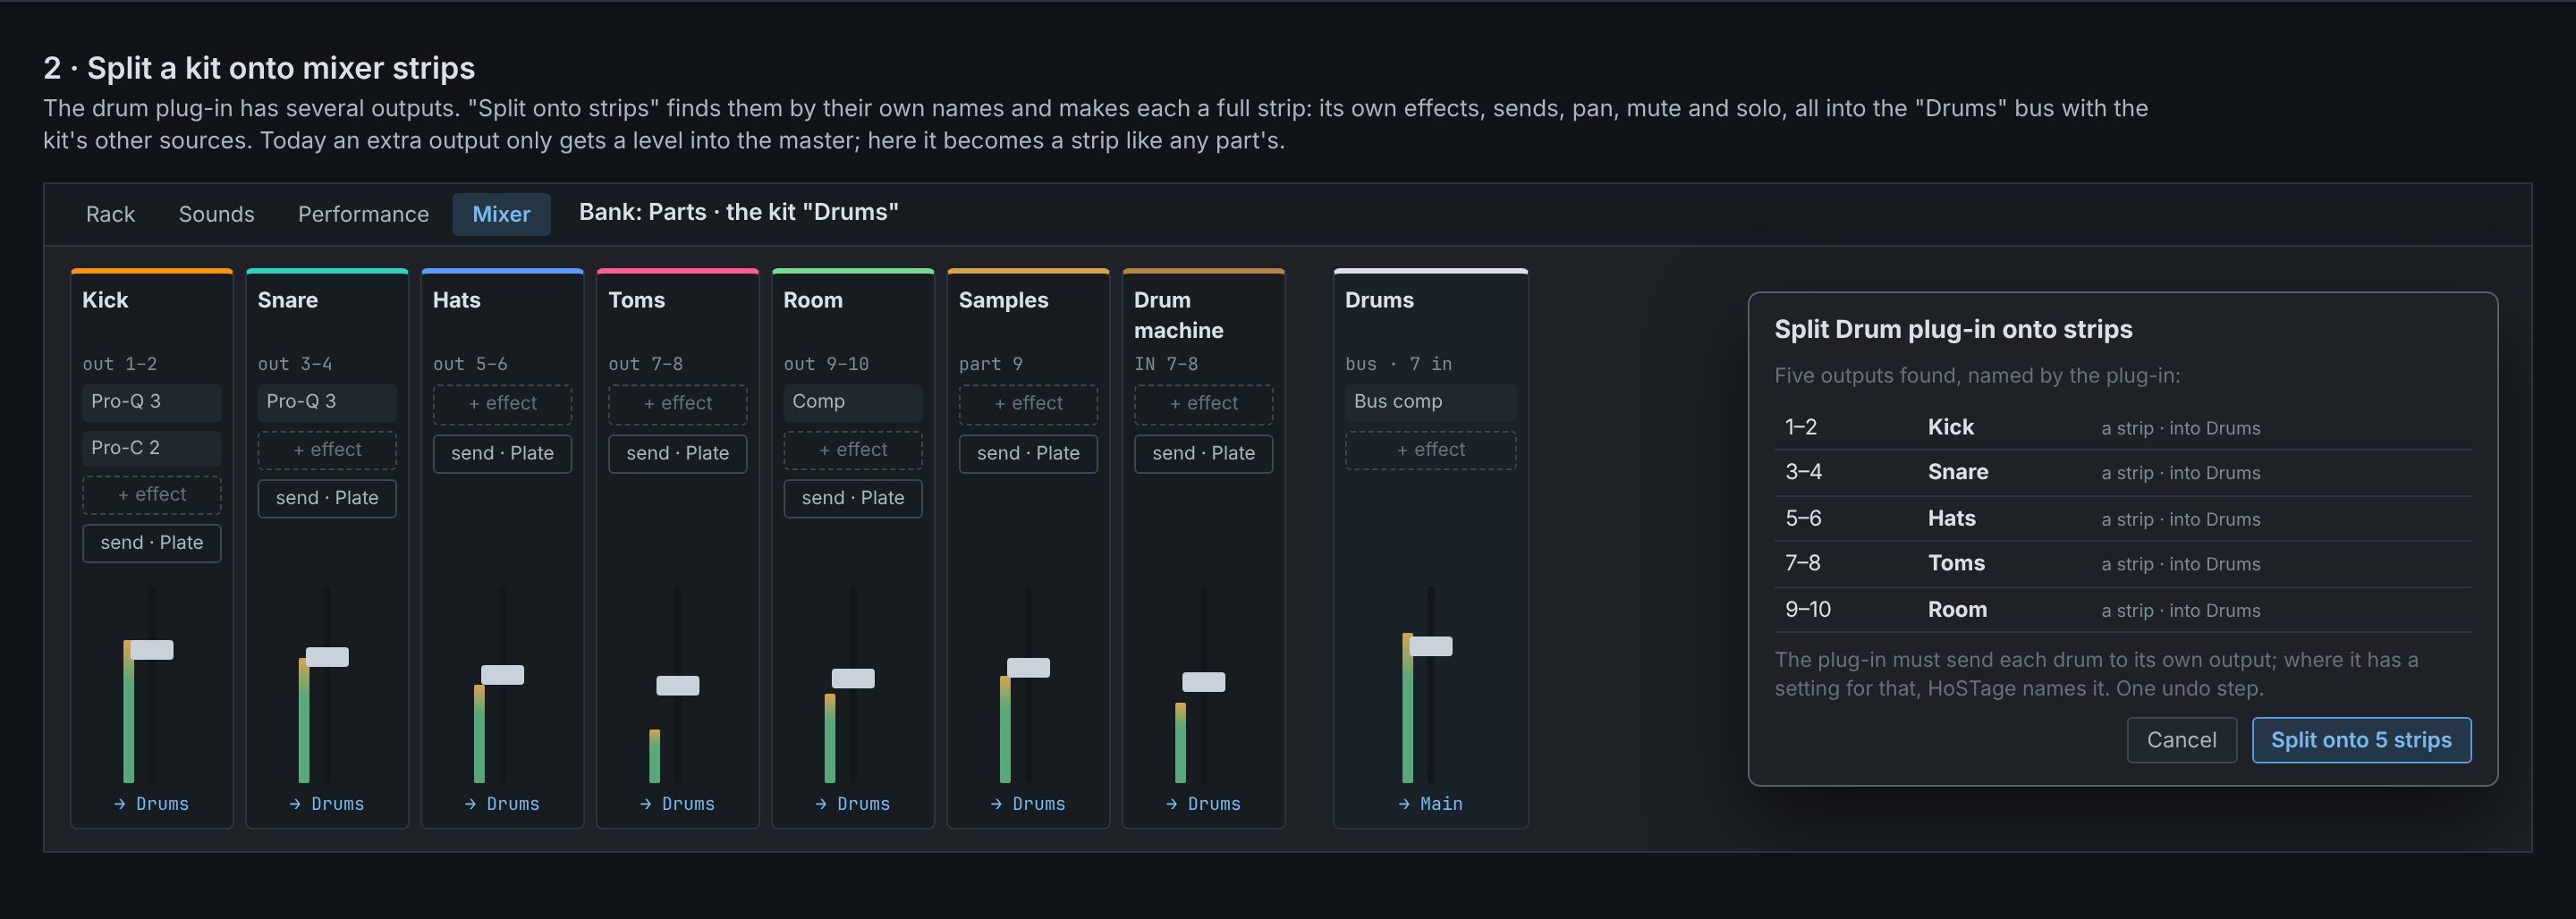 2 · Split a kit onto mixer strips
The drum plug-in has several outputs. "Split onto strips" finds them by their own names and makes each a full strip: its own effects, sends, pan, mute and solo, all into the "Drums" bus with the
kit's other sources. Today an extra output only gets a level into the master; here it becomes a strip like any part's.
Rack Sounds Performance Mixer Bank: Parts · the kit "Drums"
Kick
out 1–2
Pro-Q 3
Pro-C 2
+ effect
send · Plate
→ Drums
Snare
out 3–4
Pro-Q 3
+ effect
send · Plate
→ Drums
Hats
out 5–6
+ effect
send · Plate
→ Drums
Toms
out 7–8
+ effect
send · Plate
→ Drums
Room
out 9–10
Comp
+ effect
send · Plate
→ Drums
Samples
part 9
+ effect
send · Plate
→ Drums
Drum
machine
IN 7–8
+ effect
send · Plate
→ Drums
Drums
bus · 7 in
Bus comp
+ effect
→ Main
Split Drum plug-in onto strips
Five outputs found, named by the plug-in:
1–2 Kick a strip · into Drums
3–4 Snare a strip · into Drums
5–6 Hats a strip · into Drums
7–8 Toms a strip · into Drums
9–10 Room a strip · into Drums
The plug-in must send each drum to its own output; where it has a
setting for that, HoSTage names it. One undo step.
Cancel Split onto 5 strips